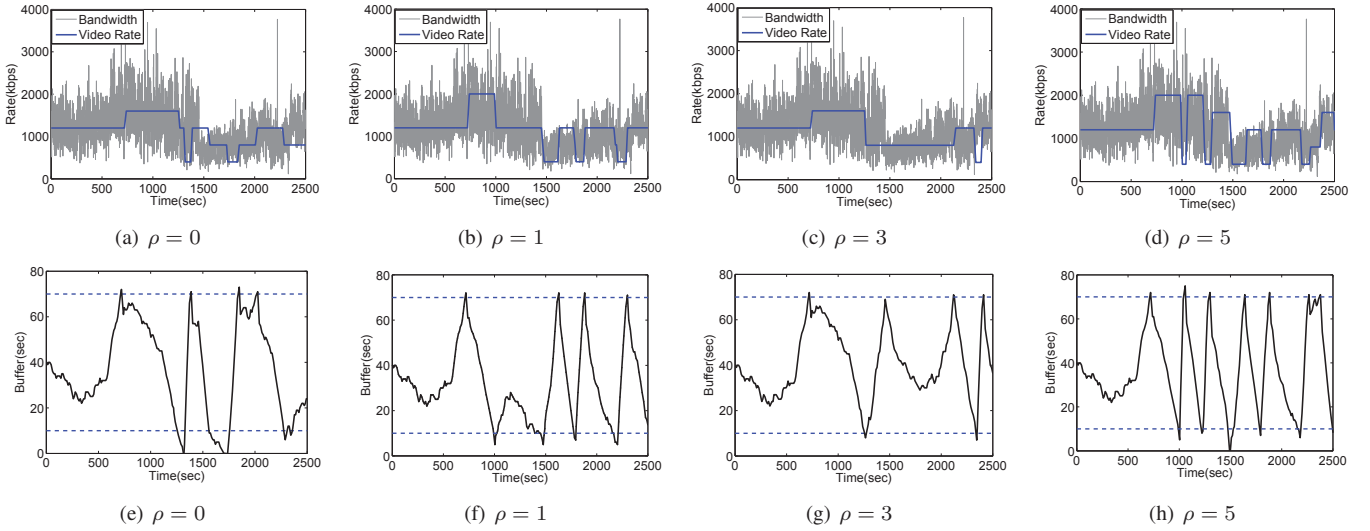 4000
3000
2000
1000
0
Rate(kbps)
Bandwidth
Video Rate
0 500 1000 1500 2000 2500
Time(sec)
(a) ρ = 0
4000
3000
2000
1000
0
Rate(kbps)
Bandwidth
Video Rate
0 500 1000 1500 2000 2500
Time(sec)
(b) ρ = 1
4000
3000
2000
1000
0
Rate(kbps)
Bandwidth
Video Rate
0 500 1000 1500 2000 2500
Time(sec)
(c) ρ = 3
4000
3000
2000
1000
0
Rate(kbps)
Bandwidth
Video Rate
0 500 1000 1500 2000 2500
Time(sec)
(d) ρ = 5
80
60
40
20
0
Buffer(sec)
0 500 1000 1500 2000 2500
Time(sec)
(e) ρ = 0
80
60
40
20
0
Buffer(sec)
0 500 1000 1500 2000 2500
Time(sec)
(f) ρ = 1
80
60
40
20
0
Buffer(sec)
0 500 1000 1500 2000 2500
Time(sec)
(g) ρ = 3
80
60
40
20
0
Buffer(sec)
0 500 1000 1500 2000 2500
Time(sec)
(h) ρ = 5